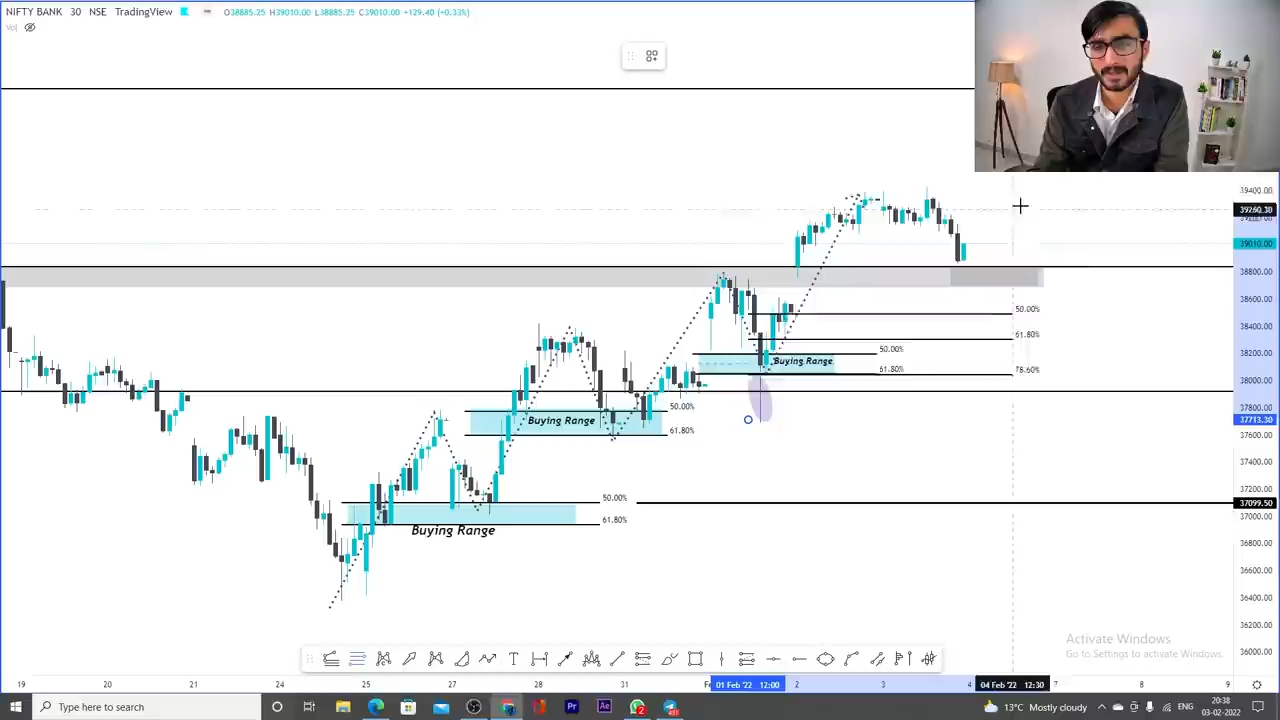 NIFTY BANK 30 NSE TradingView
O38885.25 H39010.00 L38885.25 C39010.00 +129.40 (+0.33%)
Vol
39400.00
39260.30
39010.00
38800.00
50.00%
38600.00
61.80%
38400.00
50.00%
38200.00
Buying Range
61.80%
78.60%
38000.00
50.00%
37800.00
Buying Range
37713.30
61.80%
37600.00
37400.00
37200.00
50.00%
37099.50
61.80%
37000.00
Buying Range
36800.00
36600.00
36400.00
36200.00
Activate Windows
Go to Settings to activate Windows.
36000.00
19 20 21 24 25 27 28 31 01 Feb '22 12:00 2 3 4 04 Feb '22 12:30 7 8 9
Type here to search
Pr
Ae
13°C Mostly cloudy
20:38
03-02-2022